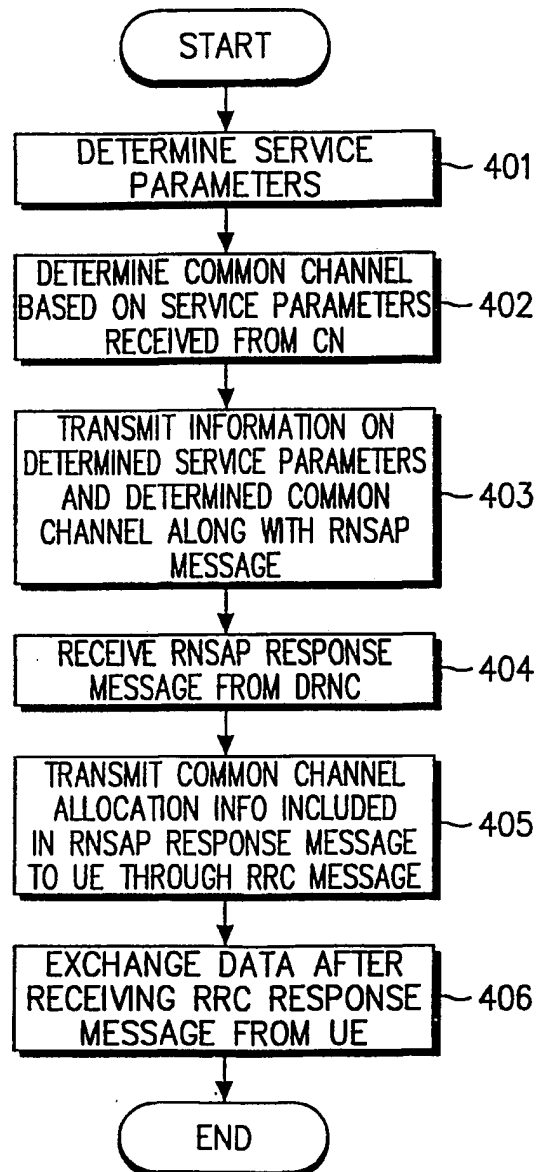 START
DETERMINE SERVICE
PARAMETERS
401
DETERMINE COMMON CHANNEL
BASED ON SERVICE PARAMETERS
RECEIVED FROM CN
402
TRANSMIT INFORMATION ON
DETERMINED SERVICE PARAMETERS
AND DETERMINED COMMON
CHANNEL ALONG WITH RNSAP
MESSAGE
403
RECEIVE RNSAP RESPONSE
MESSAGE FROM DRNC
404
TRANSMIT COMMON CHANNEL
ALLOCATION INFO INCLUDED
IN RNSAP RESPONSE MESSAGE
TO UE THROUGH RRC MESSAGE
405
EXCHANGE DATA AFTER
RECEIVING RRC RESPONSE
MESSAGE FROM UE
406
END